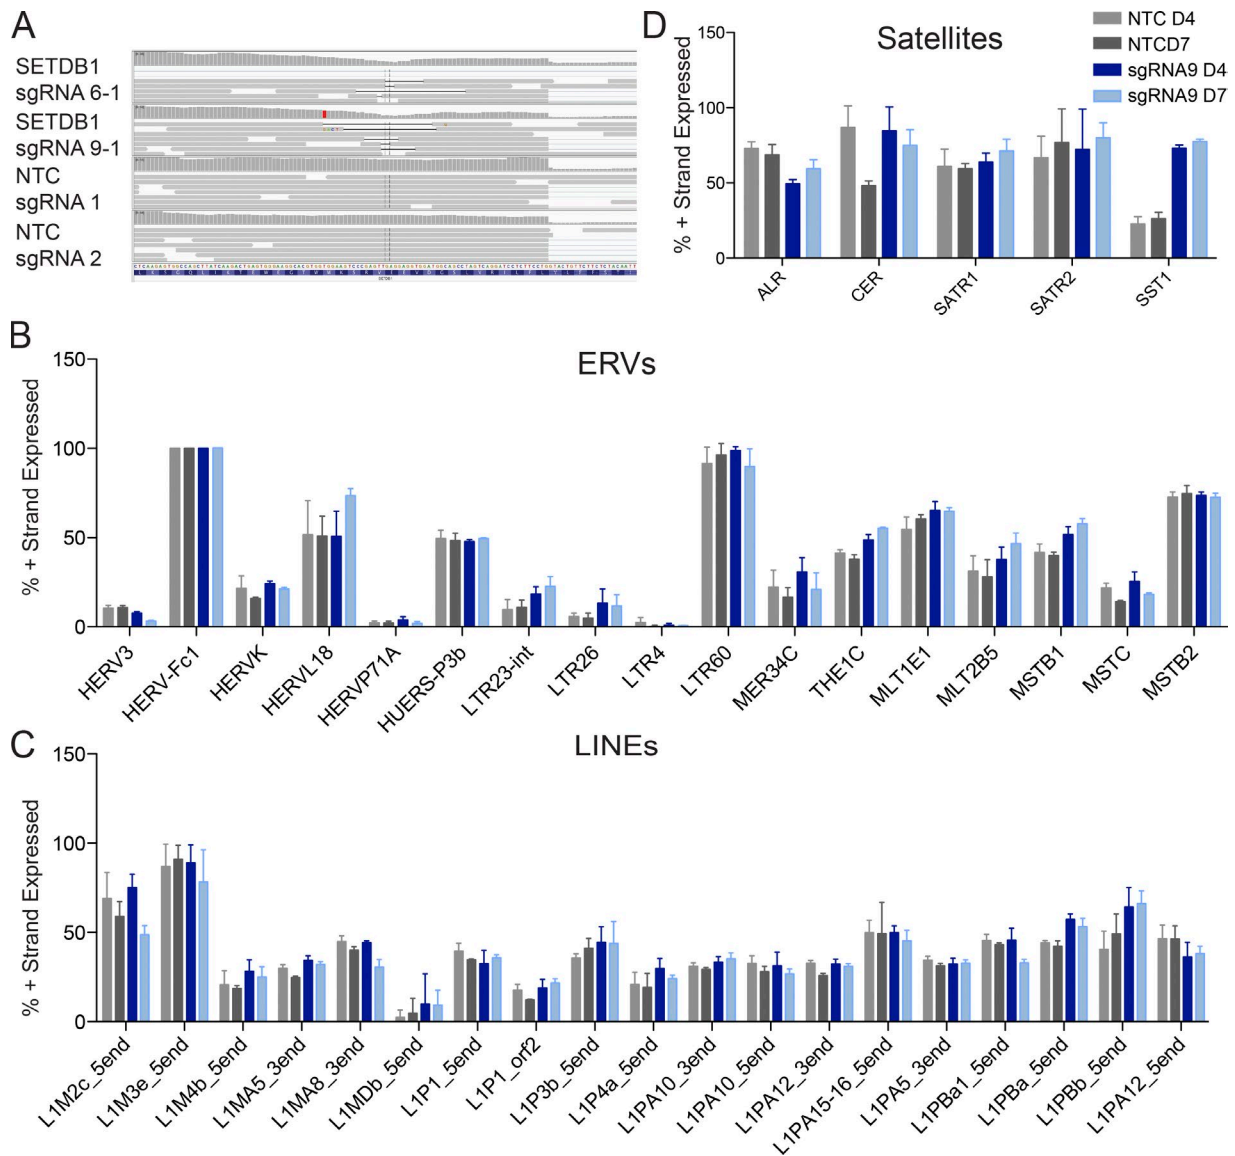 A
SETDB1
sgRNA 6-1
SETDB1
sgRNA 9-1
NTC
sgRNA 1
NTC
sgRNA 2
D
Satellites
NTC D4
NTCD7
sgRNA9 D4
sgRNA9 D7
% + Strand Expressed
150
100
50
0
ALR
CER
SATR1
SATR2
SST1
B
ERVs
% + Strand Expressed
150
100
50
0
HERV3
HERV-Fc1
HERVK
HERVL18
HERVP71A
HUERS-P3b
LTR23-int
LTR26
LTR4
LTR60
MER34C
THE1C
MLT1E1
MLT2B5
MSTB1
MSTC
MSTB2
C
LINEs
% + Strand Expressed
150
100
50
0
L1M2c_5end
L1M3e_5end
L1M4b_5end
L1MA5_3end
L1MA8_3end
L1MDb_5end
L1P1_5end
L1P1_orf2
L1P3b_5end
L1P4a_5end
L1PA10_3end
L1PA10_5end
L1PA12_3end
L1PA15-16_5end
L1PA5_3end
L1PBa1_5end
L1PBa_5end
L1PBb_5end
L1PA12_5end